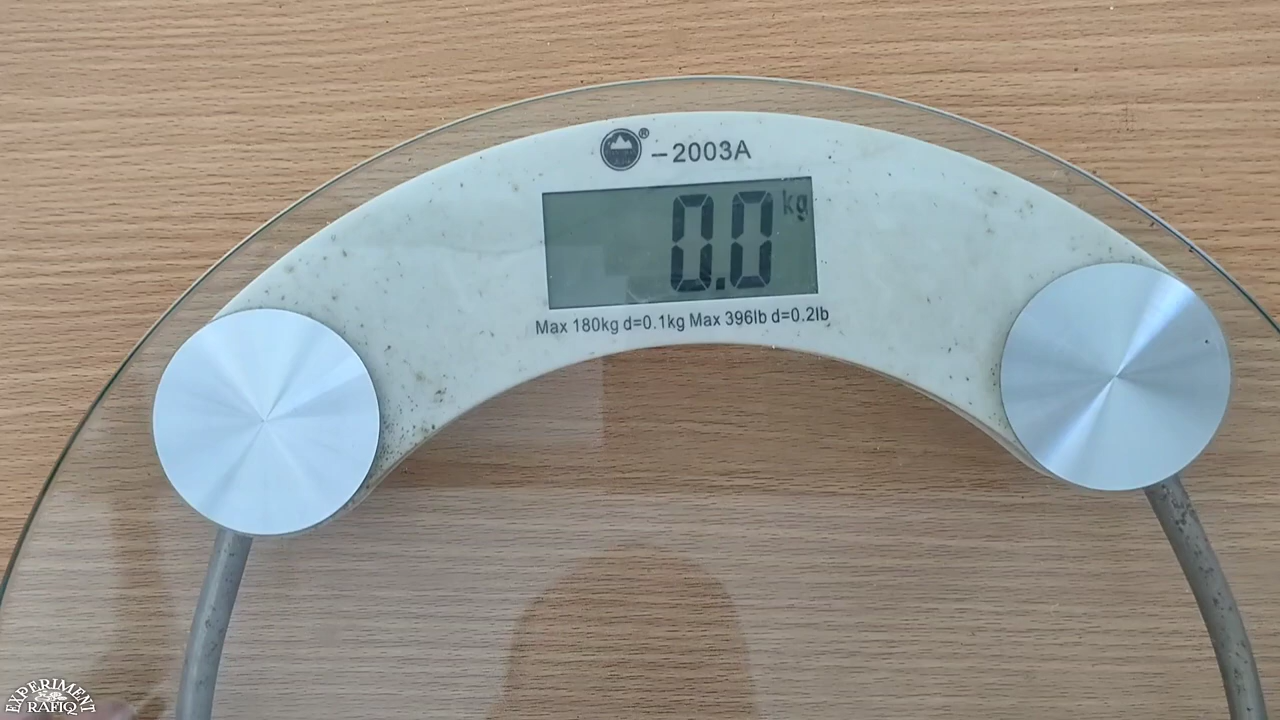 ® –2003A
0.0 kg
Max 180kg d=0.1kg Max 396lb d=0.2lb
EXPERIMENT
RAFIQ